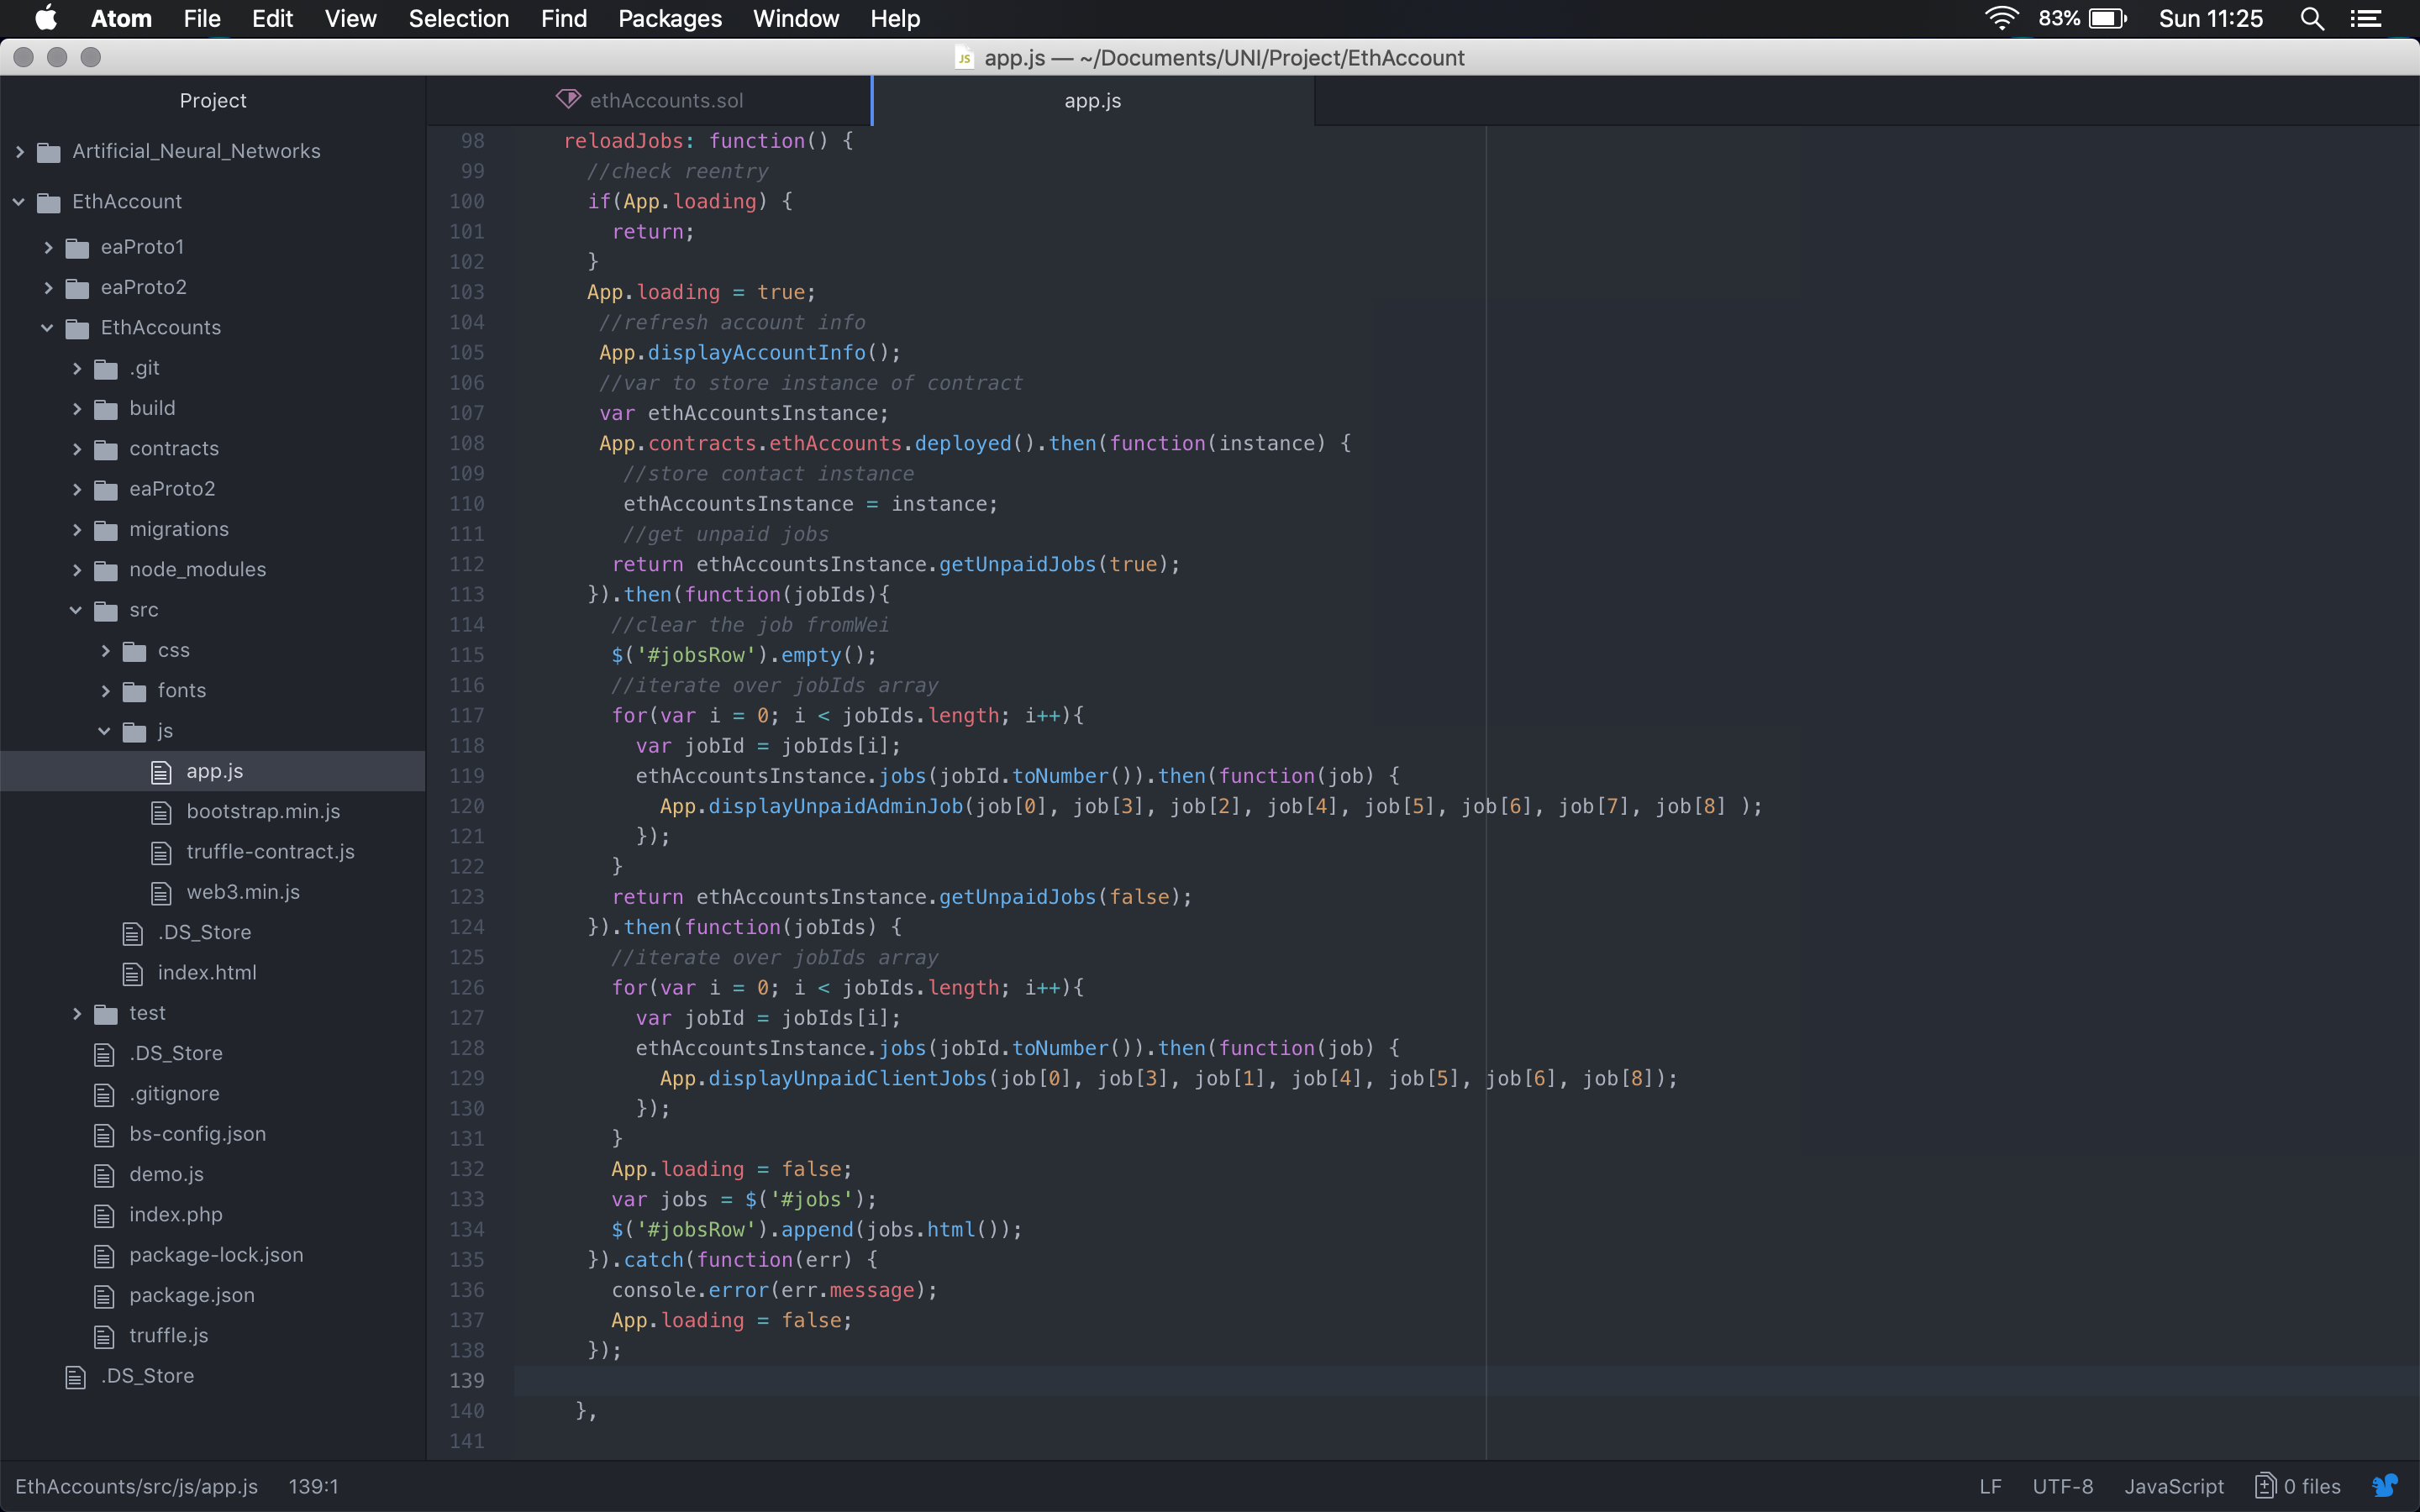 Atom File Edit View Selection Find Packages Window Help 83% Sun 11:25
JS app.js — ~/Documents/UNI/Project/EthAccount
Project
Artificial_Neural_Networks
EthAccount
eaProto1
eaProto2
EthAccounts
.git
build
contracts
eaProto2
migrations
node_modules
src
css
fonts
js
app.js
bootstrap.min.js
truffle-contract.js
web3.min.js
.DS_Store
index.html
test
.DS_Store
.gitignore
bs-config.json
demo.js
index.php
package-lock.json
package.json
truffle.js
.DS_Store
ethAccounts.sol app.js
98 reloadJobs: function() {
99 //check reentry
100 if(App.loading) {
101 return;
102 }
103 App.loading = true;
104 //refresh account info
105 App.displayAccountInfo();
106 //var to store instance of contract
107 var ethAccountsInstance;
108 App.contracts.ethAccounts.deployed().then(function(instance) {
109 //store contact instance
110 ethAccountsInstance = instance;
111 //get unpaid jobs
112 return ethAccountsInstance.getUnpaidJobs(true);
113 }).then(function(jobIds){
114 //clear the job fromWei
115 $('#jobsRow').empty();
116 //iterate over jobIds array
117 for(var i = 0; i < jobIds.length; i++){
118 var jobId = jobIds[i];
119 ethAccountsInstance.jobs(jobId.toNumber()).then(function(job) {
120 App.displayUnpaidAdminJob(job[0], job[3], job[2], job[4], job[5], job[6], job[7], job[8] );
121 });
122 }
123 return ethAccountsInstance.getUnpaidJobs(false);
124 }).then(function(jobIds) {
125 //iterate over jobIds array
126 for(var i = 0; i < jobIds.length; i++){
127 var jobId = jobIds[i];
128 ethAccountsInstance.jobs(jobId.toNumber()).then(function(job) {
129 App.displayUnpaidClientJobs(job[0], job[3], job[1], job[4], job[5], job[6], job[8]);
130 });
131 }
132 App.loading = false;
133 var jobs = $('#jobs');
134 $('#jobsRow').append(jobs.html());
135 }).catch(function(err) {
136 console.error(err.message);
137 App.loading = false;
138 });
139
140 },
141
EthAccounts/src/js/app.js 139:1 LF UTF-8 JavaScript 0 files